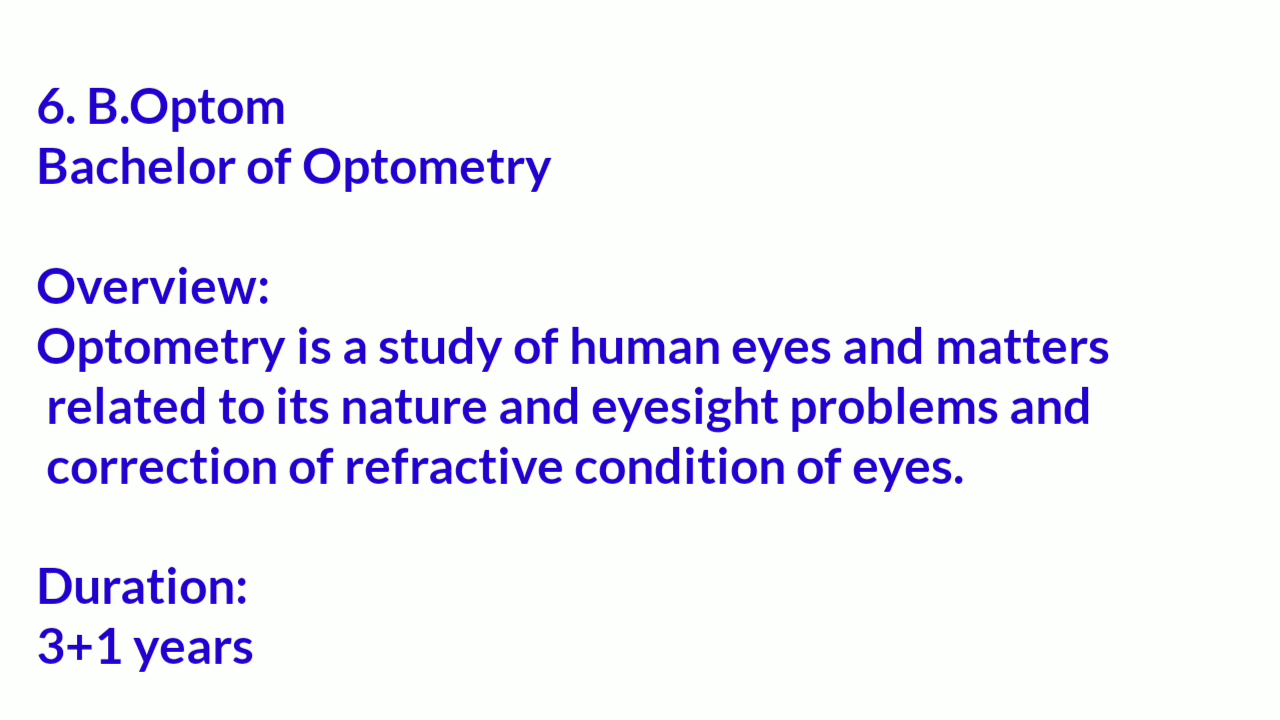 6. B.Optom
Bachelor of Optometry
Overview:
Optometry is a study of human eyes and matters
related to its nature and eyesight problems and
correction of refractive condition of eyes.
Duration:
3+1 years